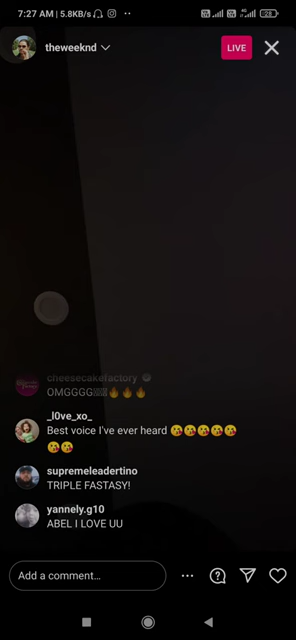 7:27 AM | 5.8KB/s
28
theweeknd
LIVE
cheesecakefactory
OMGGGG🔥🔥🔥
_l0ve_xo_
Best voice I've ever heard 😘😘😘😘😘
😘😘
supremeleadertino
TRIPLE FASTASY!
yannely.g10
ABEL I LOVE UU
Add a comment...